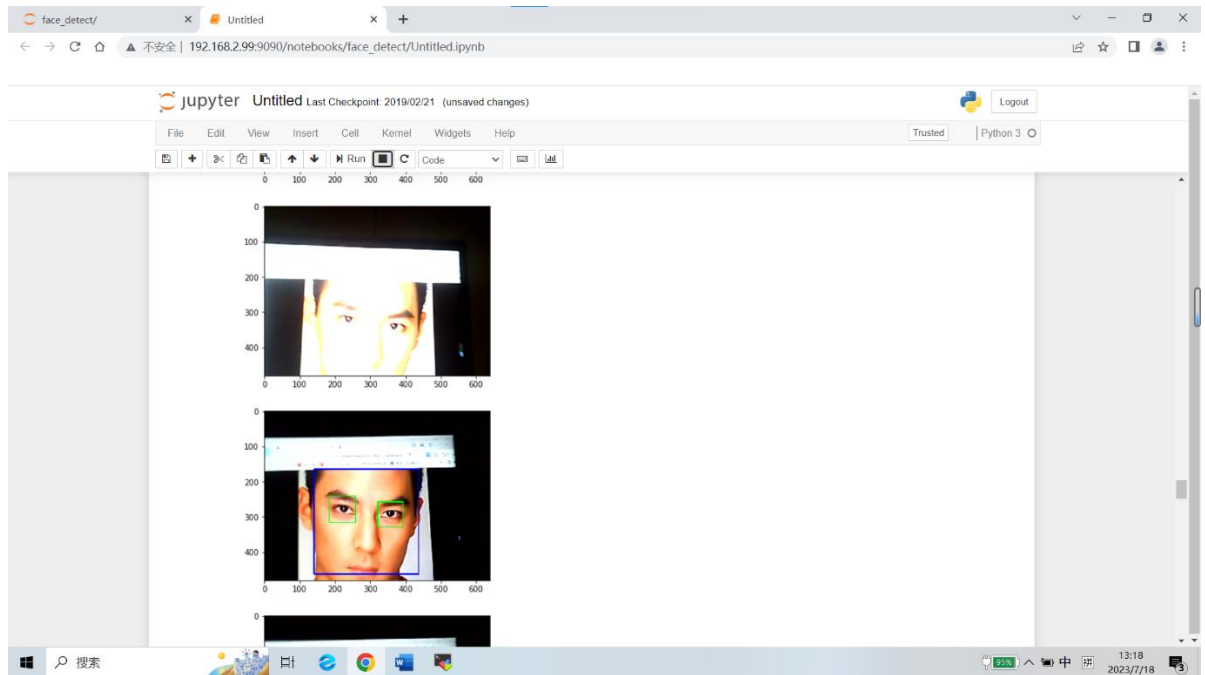 face_detect/
Untitled
不安全 | 192.168.2.99:9090/notebooks/face_detect/Untitled.ipynb
jupyter Untitled Last Checkpoint: 2019/02/21 (unsaved changes)
Logout
File Edit View Insert Cell Kernel Widgets Help
Trusted | Python 3
Run Code
0 100 200 300 400 500 600
0
100
200
300
400
0 100 200 300 400 500 600
0
100
200
300
400
0 100 200 300 400 500 600
0
搜索
95% 中 拼 13:18
2023/7/18 3